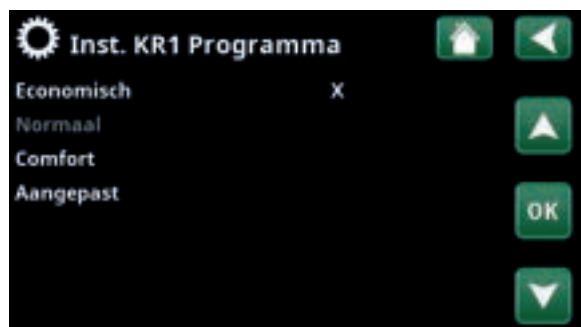 Inst. KR1 Programma
Economisch X
Normaal
Comfort
Aangepast
OK